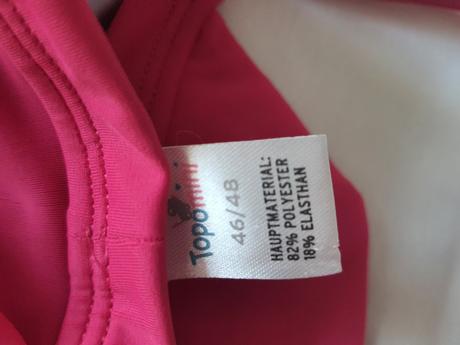 Topomini
46/48
HAUPTMATERIAL:
82% POLYESTER
18% ELASTHAN